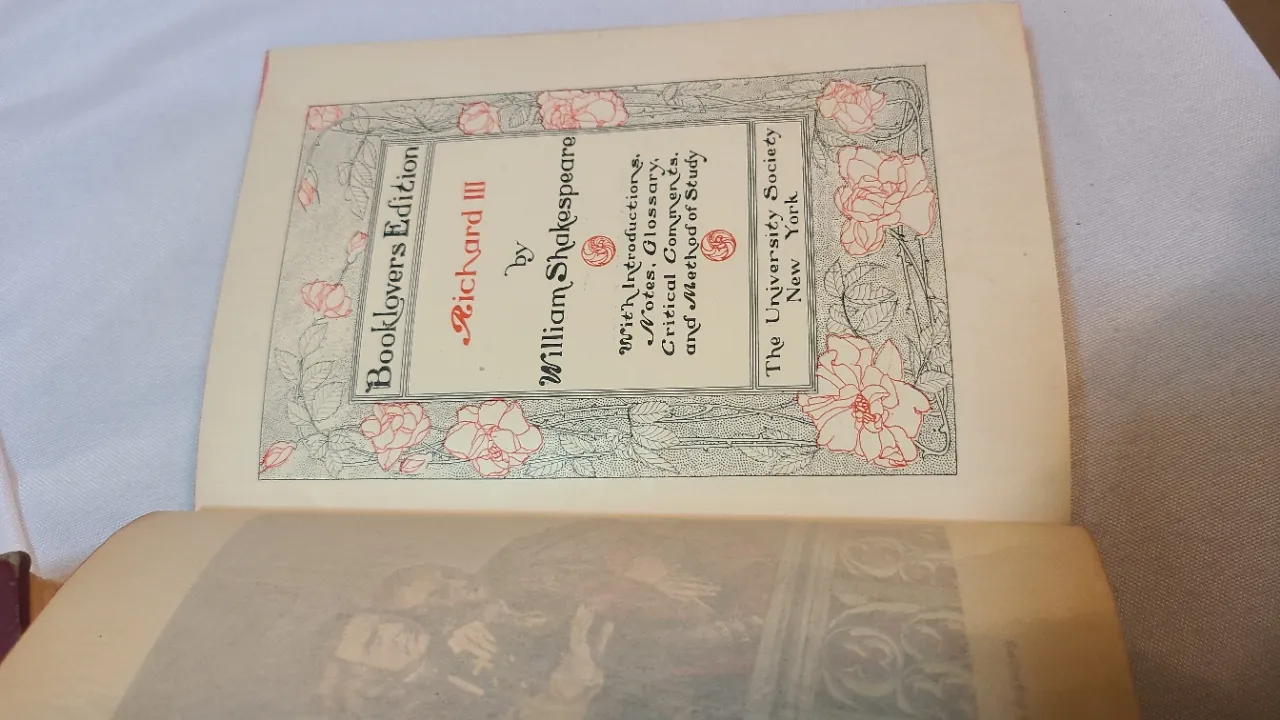 Booklovers Edition
Richard III
by
William Shakespeare
With Introductions,
Notes, Glossary,
Critical Comments,
and Method of Study
The University Society
New York